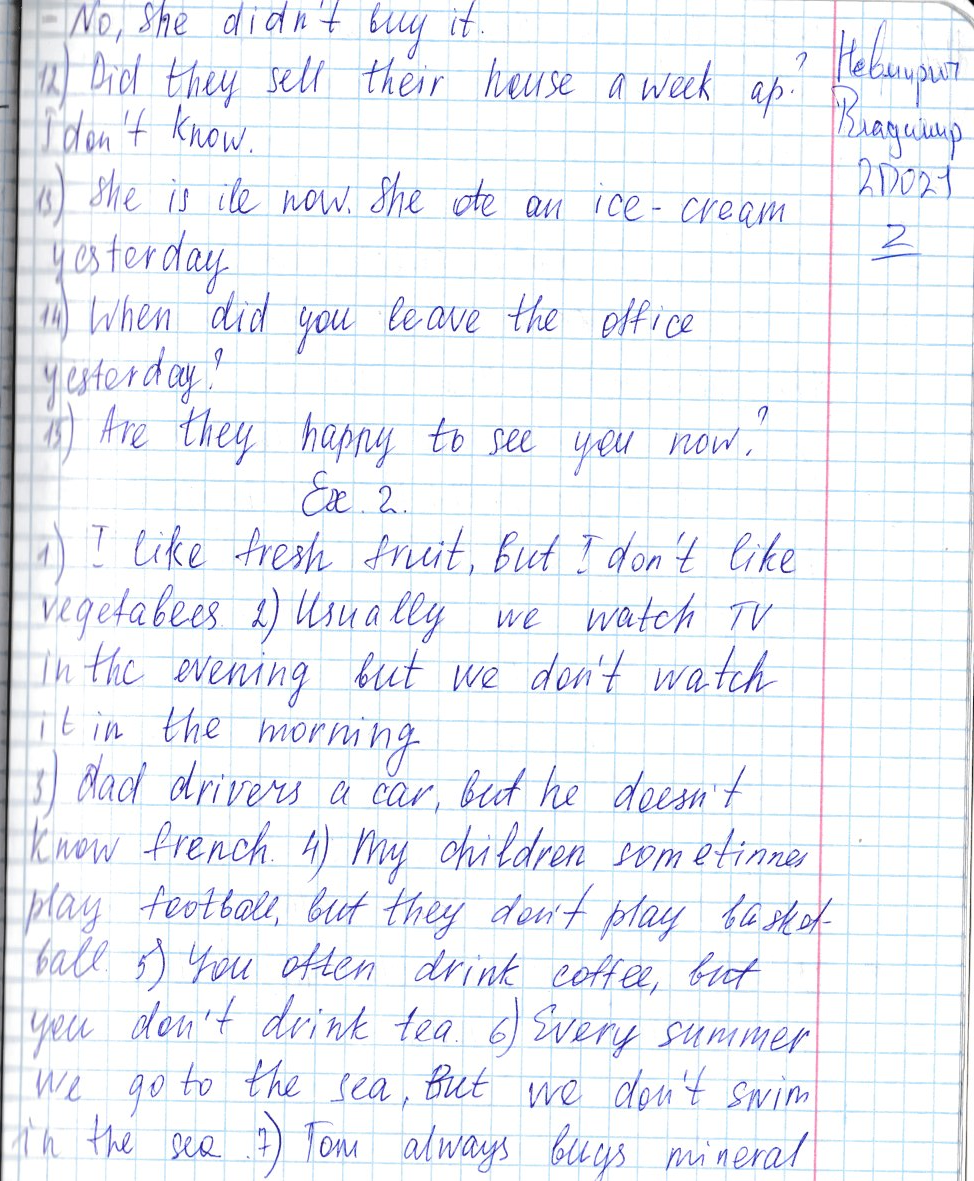 - No, she didn't buy it.
12) Did they sell their house a week ago?
I don't know.
13) She is ile now. She ate an ice-cream
yesterday
14) When did you leave the office
yesterday?
15) Are they happy to see you now?
Ex. 2.
1) I like fresh fruit, but I don't like
vegetabees 2) Usually we watch TV
in the evening but we don't watch
it in the morning
3) dad drivers a car, but he doesn't
know french. 4) My children sometimes
play football, but they don't play basket-
ball. 5) You often drink coffee, but
you don't drink tea. 6) Every summer
we go to the sea, But we don't swim
in the sea. 7) Tom always buys mineral
Владимир
2D021
2